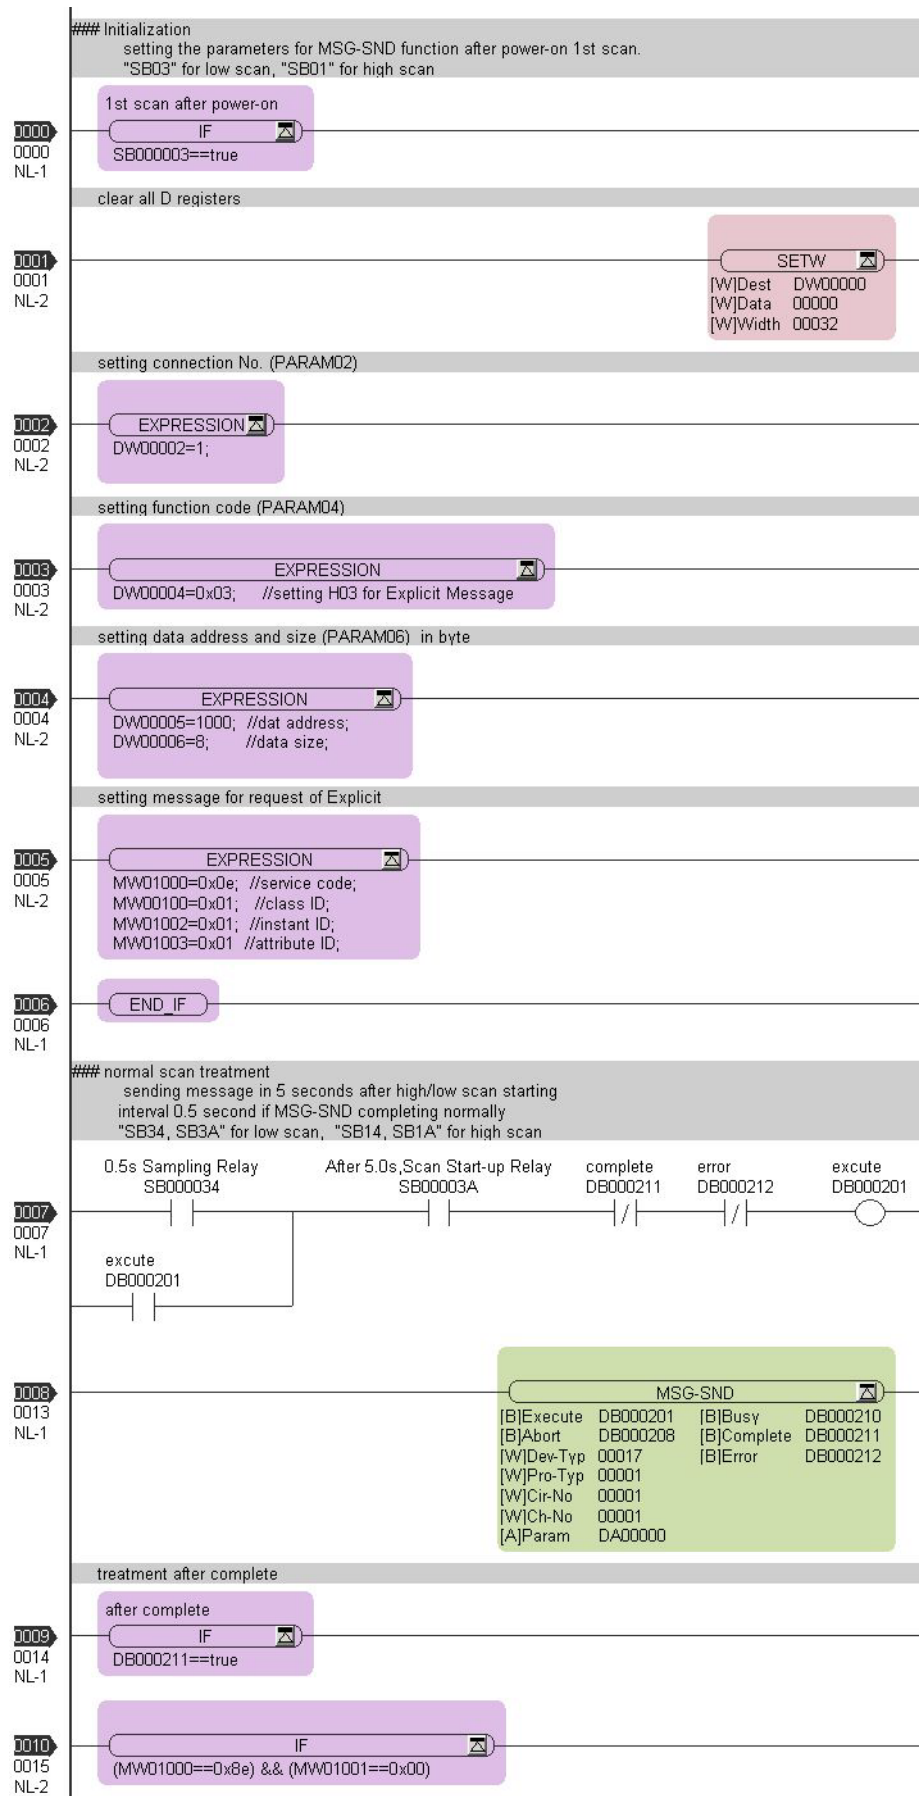 ### Initialization
setting the parameters for MSG-SND function after power-on 1st scan.
"SB03" for low scan, "SB01" for high scan
1st scan after power-on
0000
IF
0000
SB000003==true
NL-1
clear all D registers
0001
SETW
0001
[W]Dest DW00000
NL-2
[W]Data 00000
[W]Width 00032
setting connection No. (PARAM02)
0002
EXPRESSION
0002
DW00002=1;
NL-2
setting function code (PARAM04)
0003
EXPRESSION
0003
DW00004=0x03; //setting H03 for Explicit Message
NL-2
setting data address and size (PARAM06) in byte
0004
EXPRESSION
0004
DW00005=1000; //dat address;
NL-2
DW00006=8; //data size;
setting message for request of Explicit
0005
EXPRESSION
0005
MW01000=0x0e; //service code;
NL-2
MW00100=0x01; //class ID;
MW01002=0x01; //instant ID;
MW01003=0x01 //attribute ID;
0006
END_IF
0006
NL-1
### normal scan treatment
sending message in 5 seconds after high/low scan starting
interval 0.5 second if MSG-SND completing normally
"SB34, SB3A" for low scan, "SB14, SB1A" for high scan
0.5s Sampling Relay After 5.0s,Scan Start-up Relay complete error excute
SB000034 SB00003A DB000211 DB000212 DB000201
0007
0007
NL-1
excute
DB000201
0008
MSG-SND
0013
[B]Execute DB000201 [B]Busy DB000210
NL-1
[B]Abort DB000208 [B]Complete DB000211
[W]Dev-Typ 00017 [B]Error DB000212
[W]Pro-Typ 00001
[W]Cir-No 00001
[W]Ch-No 00001
[A]Param DA00000
treatment after complete
after complete
0009
IF
0014
DB000211==true
NL-1
0010
IF
0015
(MW01000==0x8e) && (MW01001==0x00)
NL-2